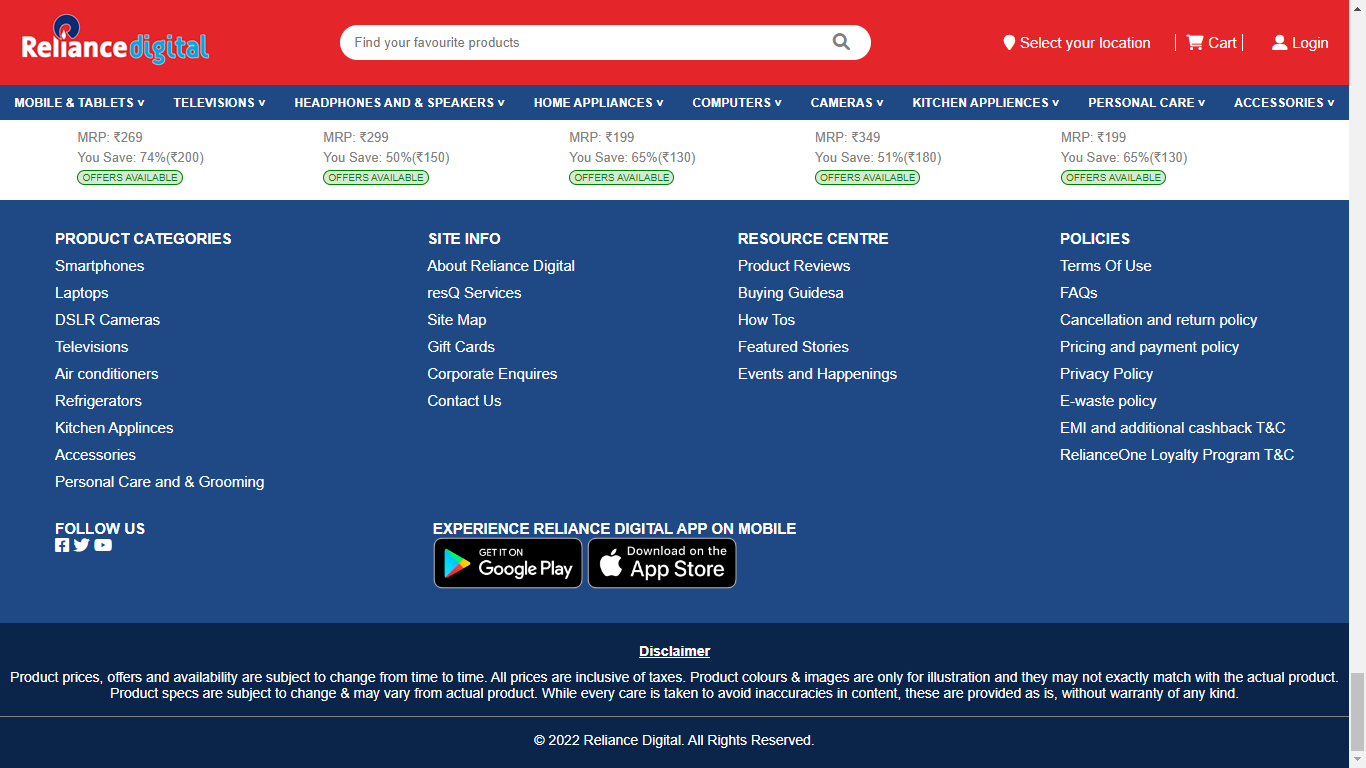 Reliance digital
Find your favourite products
Select your location
Cart
Login
MOBILE & TABLETS v
TELEVISIONS v
HEADPHONES AND & SPEAKERS v
HOME APPLIANCES v
COMPUTERS v
CAMERAS v
KITCHEN APPLIENCES v
PERSONAL CARE v
ACCESSORIES v
MRP: ₹269
You Save: 74%(₹200)
OFFERS AVAILABLE
MRP: ₹299
You Save: 50%(₹150)
OFFERS AVAILABLE
MRP: ₹199
You Save: 65%(₹130)
OFFERS AVAILABLE
MRP: ₹349
You Save: 51%(₹180)
OFFERS AVAILABLE
MRP: ₹199
You Save: 65%(₹130)
OFFERS AVAILABLE
PRODUCT CATEGORIES
Smartphones
Laptops
DSLR Cameras
Televisions
Air conditioners
Refrigerators
Kitchen Applinces
Accessories
Personal Care and & Grooming
SITE INFO
About Reliance Digital
resQ Services
Site Map
Gift Cards
Corporate Enquires
Contact Us
RESOURCE CENTRE
Product Reviews
Buying Guidesa
How Tos
Featured Stories
Events and Happenings
POLICIES
Terms Of Use
FAQs
Cancellation and return policy
Pricing and payment policy
Privacy Policy
E-waste policy
EMI and additional cashback T&C
RelianceOne Loyalty Program T&C
FOLLOW US
EXPERIENCE RELIANCE DIGITAL APP ON MOBILE
GET IT ON
Google Play
Download on the
App Store
Disclaimer
Product prices, offers and availability are subject to change from time to time. All prices are inclusive of taxes. Product colours & images are only for illustration and they may not exactly match with the actual product.
Product specs are subject to change & may vary from actual product. While every care is taken to avoid inaccuracies in content, these are provided as is, without warranty of any kind.
© 2022 Reliance Digital. All Rights Reserved.